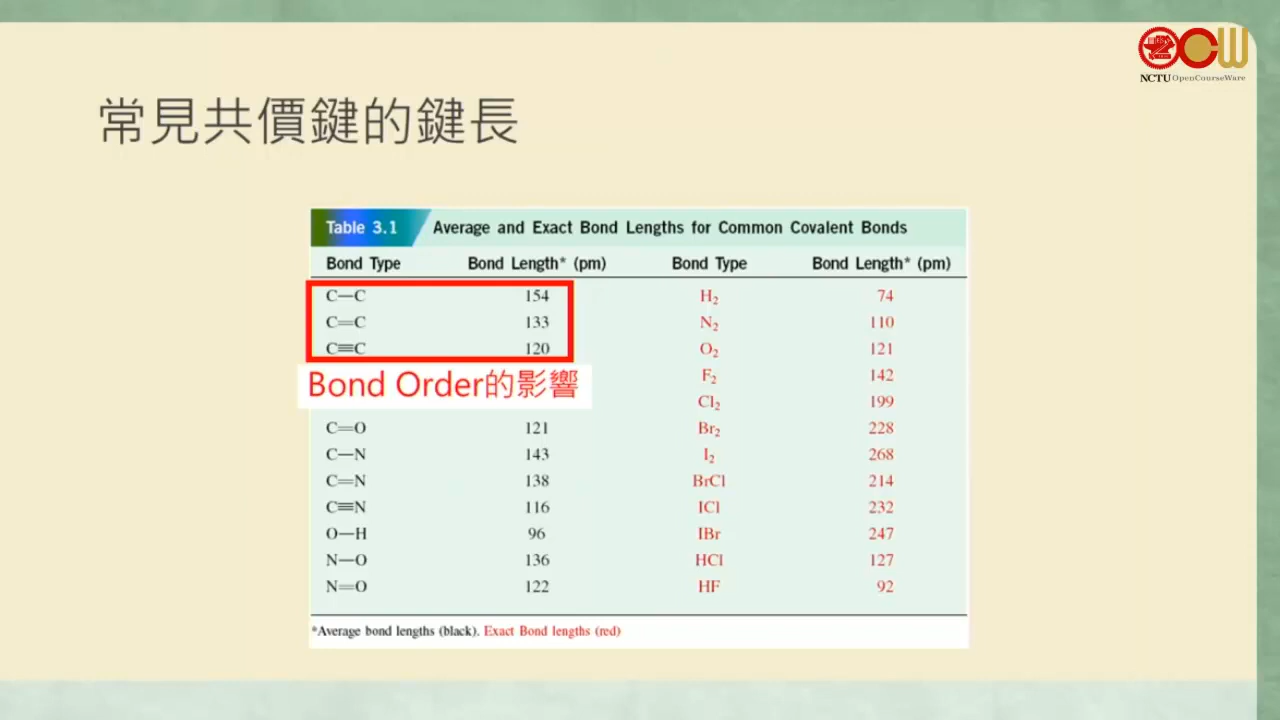 NCTU OpenCourseWare
常見共價鍵的鍵長
Table 3.1 Average and Exact Bond Lengths for Common Covalent Bonds
Bond Type Bond Length* (pm) Bond Type Bond Length* (pm)
C—C 154 H₂ 74
C=C 133 N₂ 110
C≡C 120 O₂ 121
F₂ 142
Bond Order的影響
Cl₂ 199
C=O 121 Br₂ 228
C—N 143 I₂ 268
C=N 138 BrCl 214
C≡N 116 ICl 232
O—H 96 IBr 247
N—O 136 HCl 127
N=O 122 HF 92
*Average bond lengths (black). Exact Bond lengths (red)